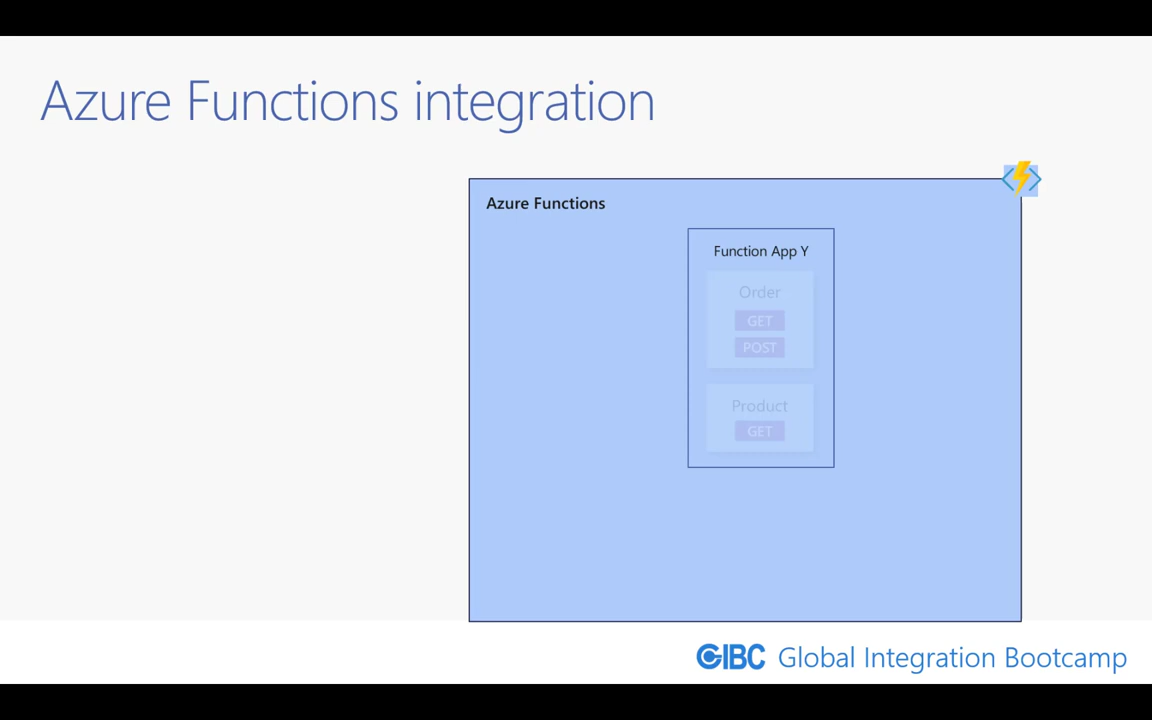 Azure Functions integration
Azure Functions
Function App Y
Order
GET
POST
Product
GET
GIBC Global Integration Bootcamp